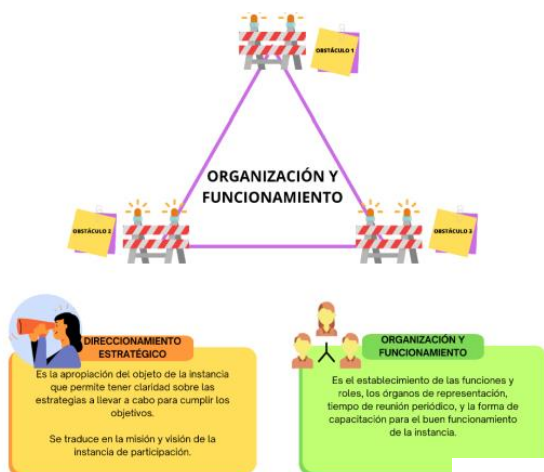 OBSTÁCULO 1
ORGANIZACIÓN Y
FUNCIONAMIENTO
OBSTÁCULO 2
OBSTÁCULO 3
DIRECCIONAMIENTO
ESTRATÉGICO
Es la apropiación del objeto de la instancia
que permite tener claridad sobre las
estrategias a llevar a cabo para cumplir los
objetivos.
Se traduce en la misión y visión de la
instancia de participación.
ORGANIZACIÓN Y
FUNCIONAMIENTO
Es el establecimiento de las funciones y
roles, los órganos de representación,
tiempo de reunión periódico, y la forma de
capacitación para el buen funcionamiento
de la instancia.